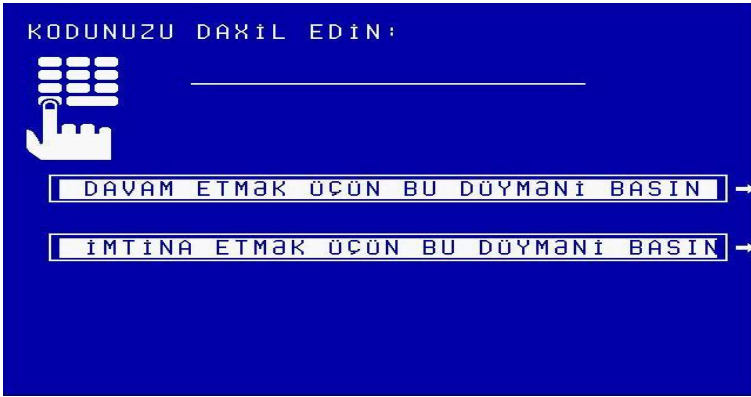 KODUNUZU DAXİL EDİN:
DAVAM ETMƏK ÜÇÜN BU DÜYMƏNİ BASIN
İMTİNA ETMƏK ÜÇÜN BU DÜYMƏNİ BASIN